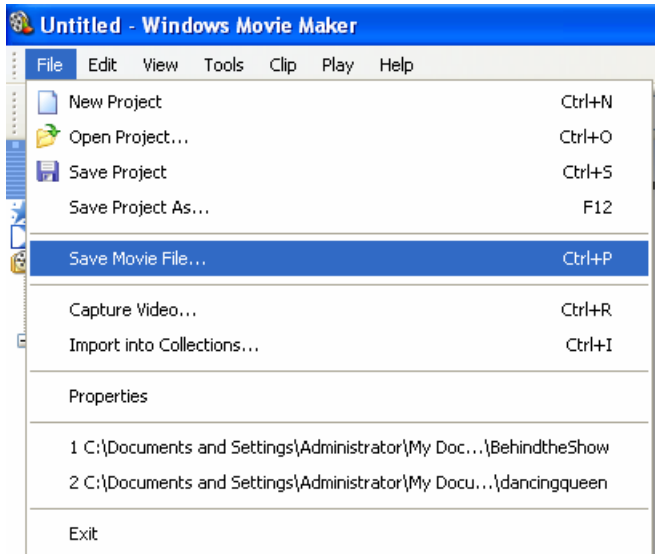 Untitled - Windows Movie Maker
File Edit View Tools Clip Play Help
New Project Ctrl+N
Open Project... Ctrl+O
Save Project Ctrl+S
Save Project As... F12
Save Movie File... Ctrl+P
Capture Video... Ctrl+R
Import into Collections... Ctrl+I
Properties
1 C:\Documents and Settings\Administrator\My Doc...\BehindtheShow
2 C:\Documents and Settings\Administrator\My Docu...\dancingqueen
Exit